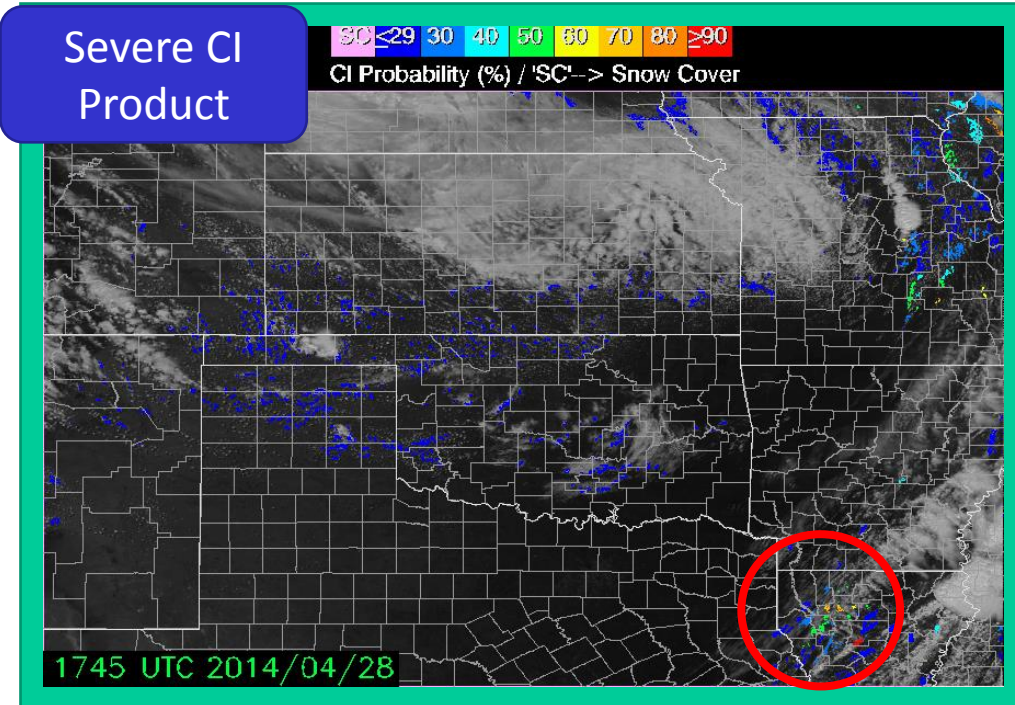 Severe CI
Product
SC ≤29 30 40 50 60 70 80 ≥90
CI Probability (%) / 'SC'--> Snow Cover
1745 UTC 2014/04/28